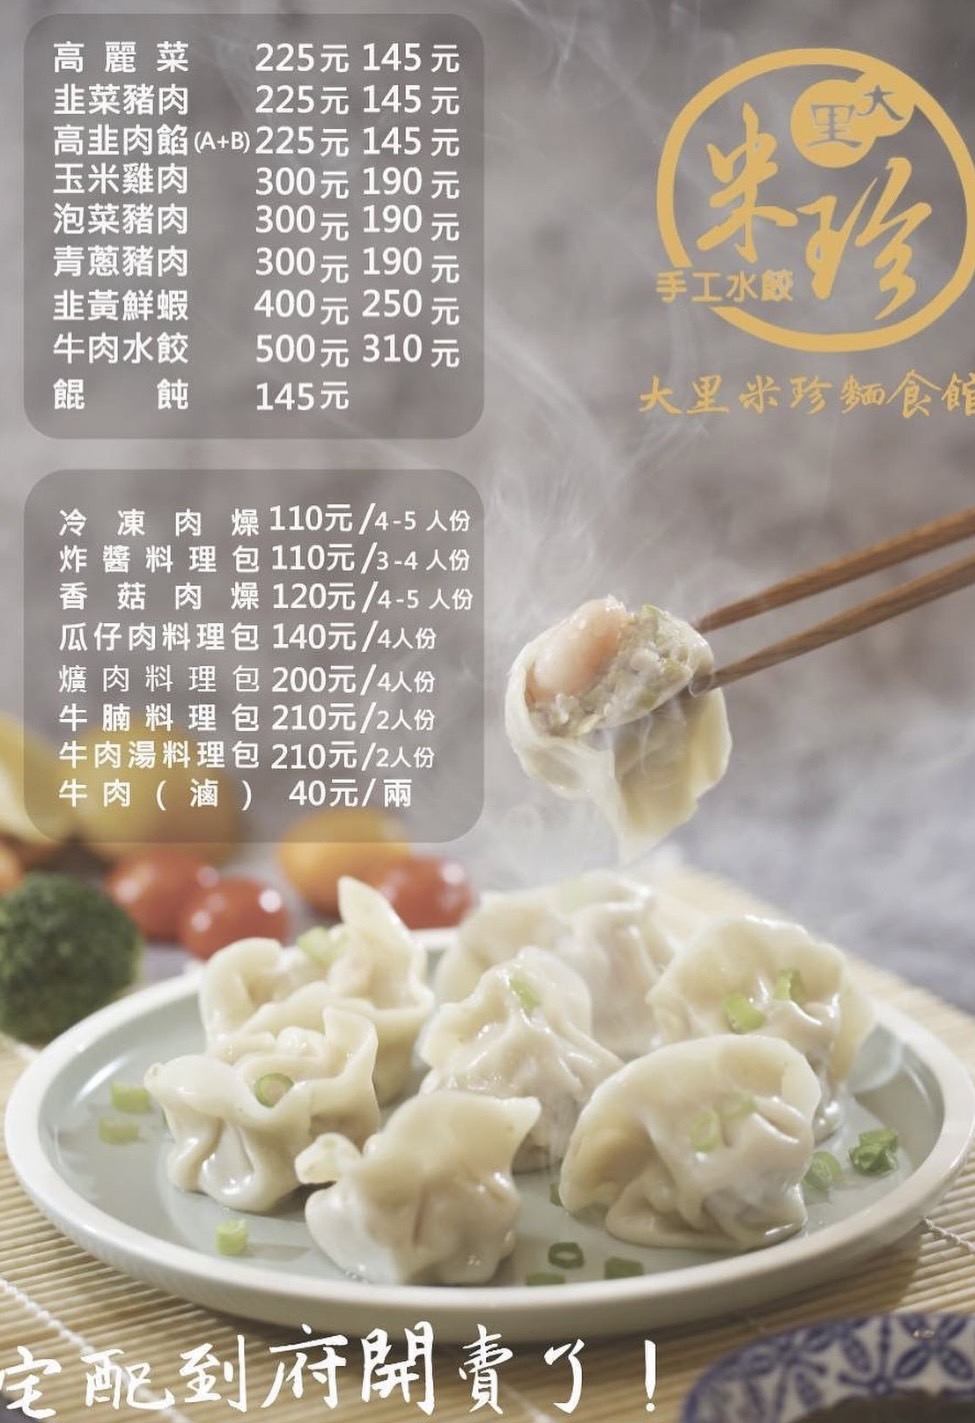 高麗菜 225元 145元
韭菜豬肉 225元 145元
高韭肉餡(A+B) 225元 145元
玉米雞肉 300元 190元
泡菜豬肉 300元 190元
青蔥豬肉 300元 190元
韭黃鮮蝦 400元 250元
牛肉水餃 500元 310元
餛飩 145元
大里
米珍
手工水餃
大里米珍麵食館
冷凍肉燥 110元/4-5 人份
炸醬料理包 110元/3-4 人份
香菇肉燥 120元/4-5 人份
瓜仔肉料理包 140元/4人份
爌肉料理包 200元/4人份
牛腩料理包 210元/2人份
牛肉湯料理包 210元/2人份
牛肉(滷) 40元/兩
宅配到府開賣了!